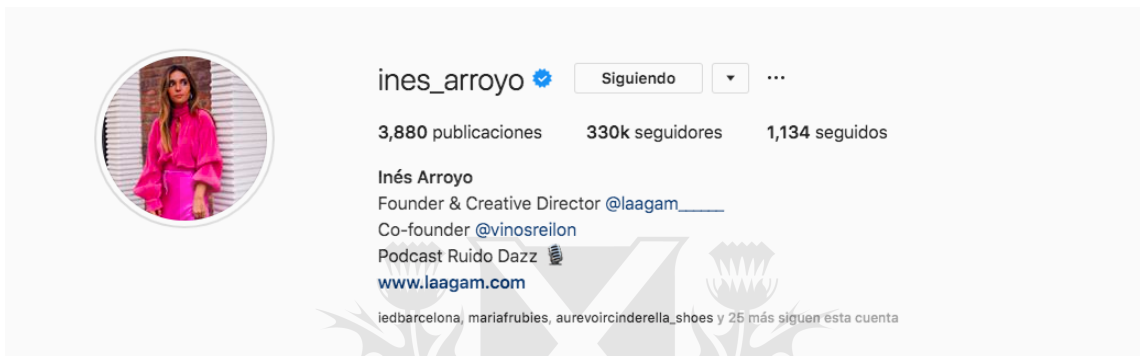 ines_arroyo Siguiendo
3,880 publicaciones 330k seguidores 1,134 seguidos
Inés Arroyo
Founder & Creative Director @laagam______
Co-founder @vinosreilon
Podcast Ruido Dazz 🎙
www.laagam.com
iedbarcelona, mariafrubies, aurevoircinderella_shoes y 25 más siguen esta cuenta